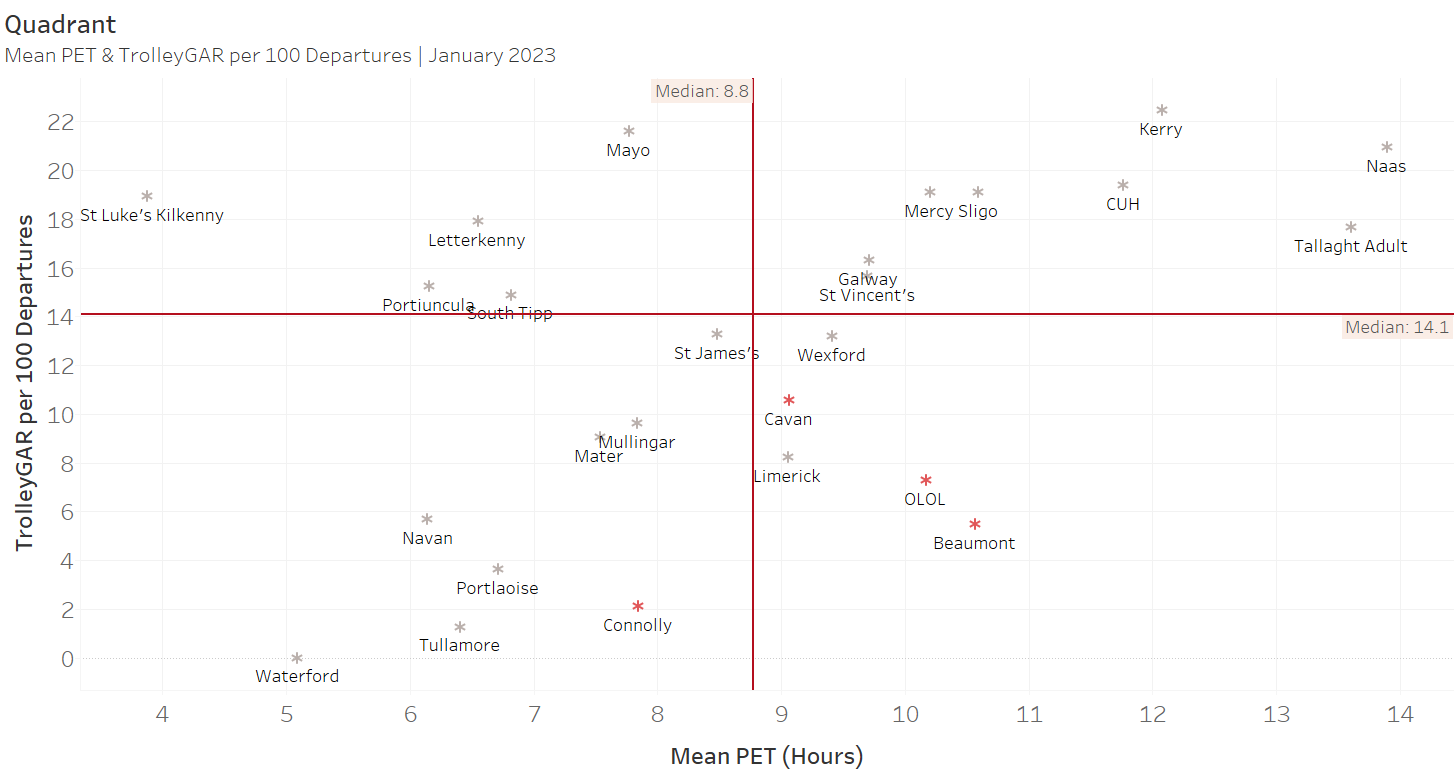 Quadrant
Mean PET & TrolleyGAR per 100 Departures | January 2023
Median: 8.8
22
Kerry
Mayo
20
Naas
CUH
St Luke's Kilkenny
18
Mercy
Sligo
Letterkenny
Tallaght Adult
16
Galway
St Vincent's
Portiuncula
South Tipp
14
Median: 14.1
St James's
Wexford
12
10
Cavan
Mullingar
Mater
8
Limerick
OLOL
6
Navan
Beaumont
4
Portlaoise
2
Connolly
Tullamore
0
Waterford
TrolleyGAR per 100 Departures
4 5 6 7 8 9 10 11 12 13 14
Mean PET (Hours)